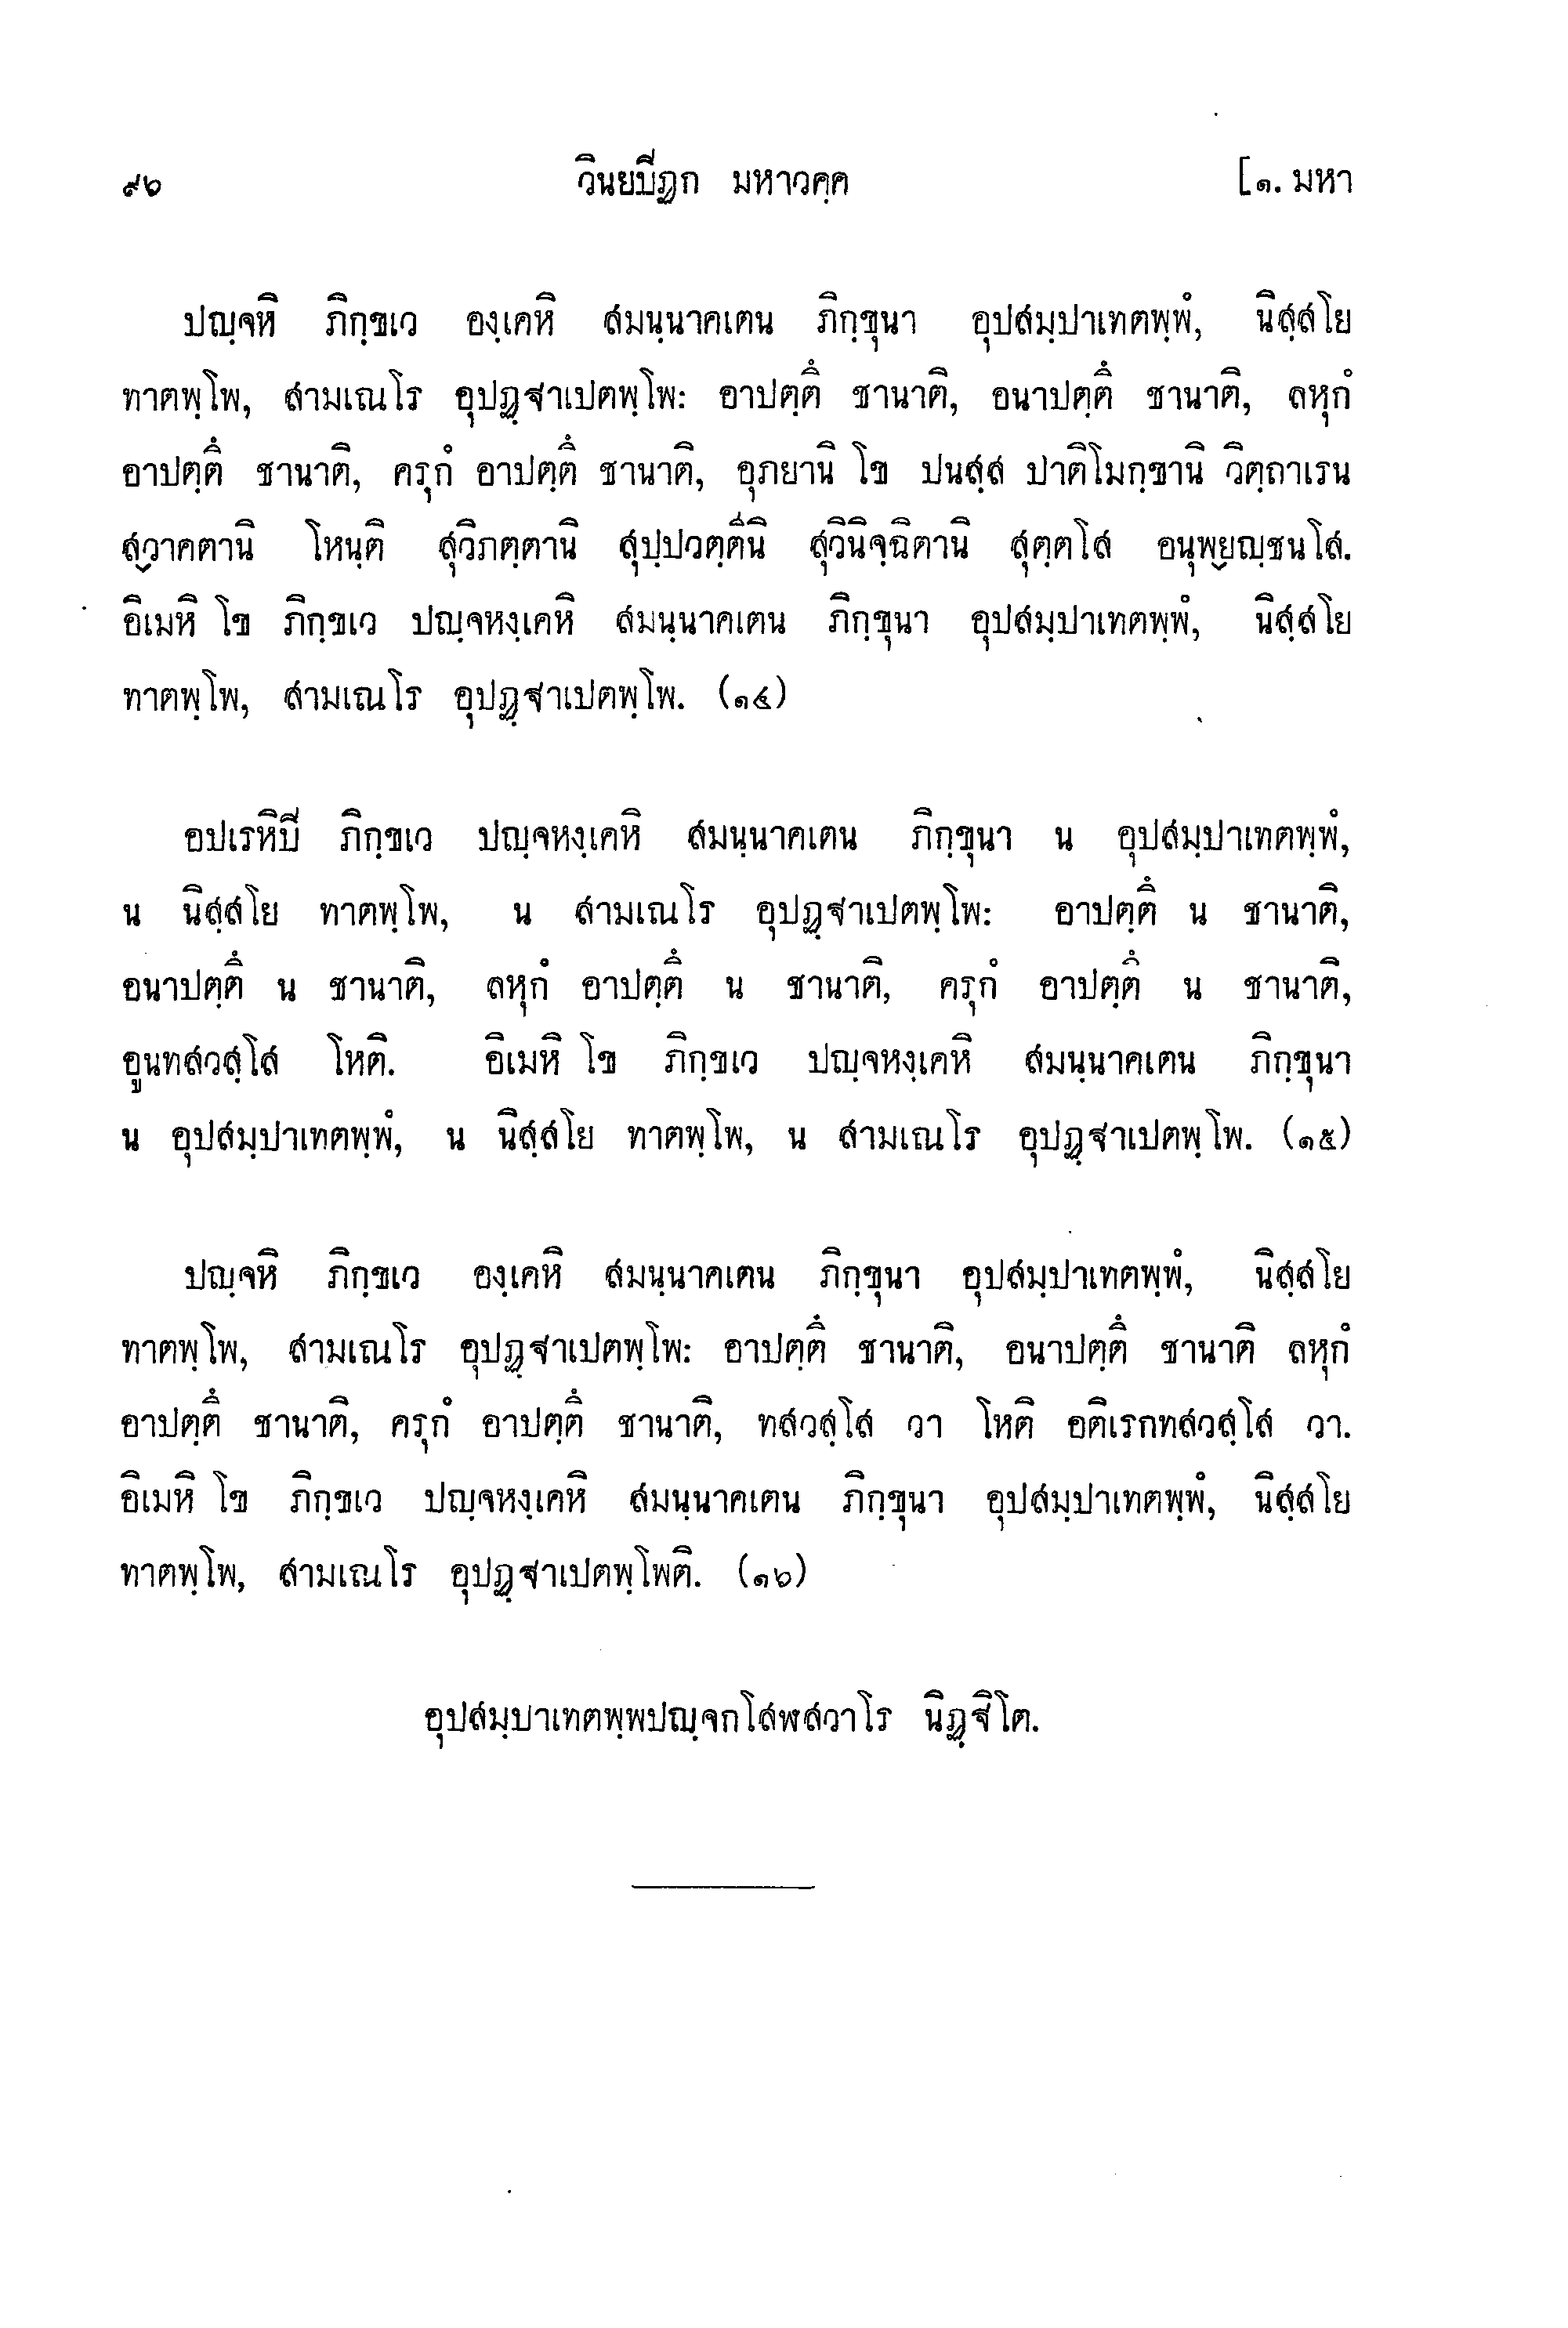 ๙๖ วินยปิฏก มหาวคฺค [๑. มหา
ปญฺจหิ ภิกฺขเว องฺเคหิ สมนฺนาคเตน ภิกฺขุนา อุปสมฺปาเทตพฺพํ, นิสฺสโย
ทาตพฺโพ, สามเณโร อุปฏฺฐาเปตพฺโพ: อาปตฺตึ ชานาติ, อนาปตฺตึ ชานาติ, ลหุกํ
อาปตฺตึ ชานาติ, ครุกํ อาปตฺตึ ชานาติ, อุภยานิ โข ปนสฺส ปาติโมกฺขานิ วิตฺถาเรน
สฺวาคตานิ โหนฺติ สุวิภตฺตานิ สุปฺปวตฺตีนิ สุวินิจฺฉิตานิ สุตฺตโส อนุพฺยญฺชนโส.
อิเมหิ โข ภิกฺขเว ปญฺจหงฺเคหิ สมนฺนาคเตน ภิกฺขุนา อุปสมฺปาเทตพฺพํ, นิสฺสโย
ทาตพฺโพ, สามเณโร อุปฏฺฐาเปตพฺโพ. (๑๔)
อปเรหิปิ ภิกฺขเว ปญฺจหงฺเคหิ สมนฺนาคเตน ภิกฺขุนา น อุปสมฺปาเทตพฺพํ,
น นิสฺสโย ทาตพฺโพ, น สามเณโร อุปฏฺฐาเปตพฺโพ: อาปตฺตึ น ชานาติ,
อนาปตฺตึ น ชานาติ, ลหุกํ อาปตฺตึ น ชานาติ, ครุกํ อาปตฺตึ น ชานาติ,
อูนทสวสฺโส โหติ. อิเมหิ โข ภิกฺขเว ปญฺจหงฺเคหิ สมนฺนาคเตน ภิกฺขุนา
น อุปสมฺปาเทตพฺพํ, น นิสฺสโย ทาตพฺโพ, น สามเณโร อุปฏฺฐาเปตพฺโพ. (๑๕)
ปญฺจหิ ภิกฺขเว องฺเคหิ สมนฺนาคเตน ภิกฺขุนา อุปสมฺปาเทตพฺพํ, นิสฺสโย
ทาตพฺโพ, สามเณโร อุปฏฺฐาเปตพฺโพ: อาปตฺตึ ชานาติ, อนาปตฺตึ ชานาติ ลหุกํ
อาปตฺตึ ชานาติ, ครุกํ อาปตฺตึ ชานาติ, ทสวสฺโส วา โหติ อติเรกทสวสฺโส วา.
อิเมหิ โข ภิกฺขเว ปญฺจหงฺเคหิ สมนฺนาคเตน ภิกฺขุนา อุปสมฺปาเทตพฺพํ, นิสฺสโย
ทาตพฺโพ, สามเณโร อุปฏฺฐาเปตพฺโพติ. (๑๖)
อุปสมฺปาเทตพฺพปญฺจกโสฬสวาโร นิฏฺฐิโต.